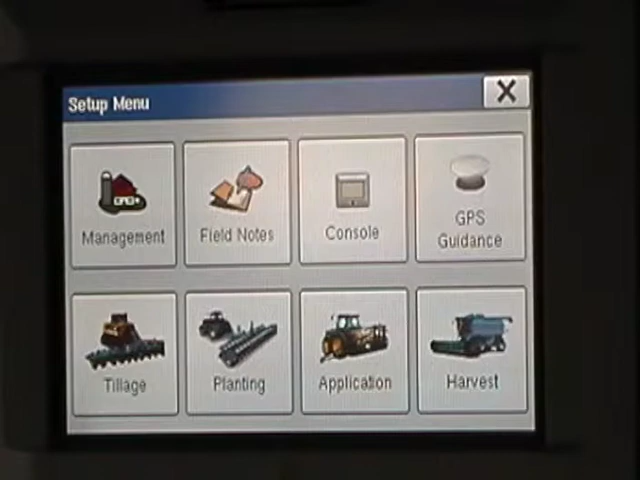 Setup Menu
X
Management
Field Notes
Console
GPS
Guidance
Tillage
Planting
Application
Harvest